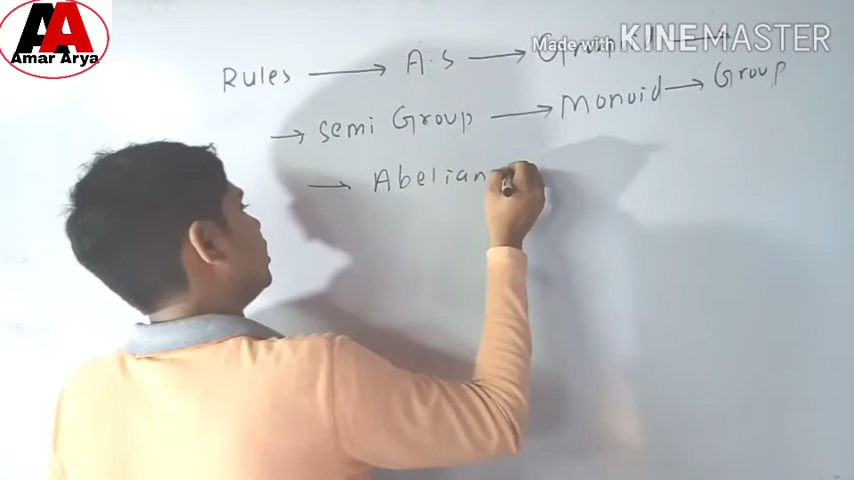 AA
Amar Arya
Made with KINEMASTER
Rules → A.S →
→ Semi Group → Monoid → Group
→ Abelian